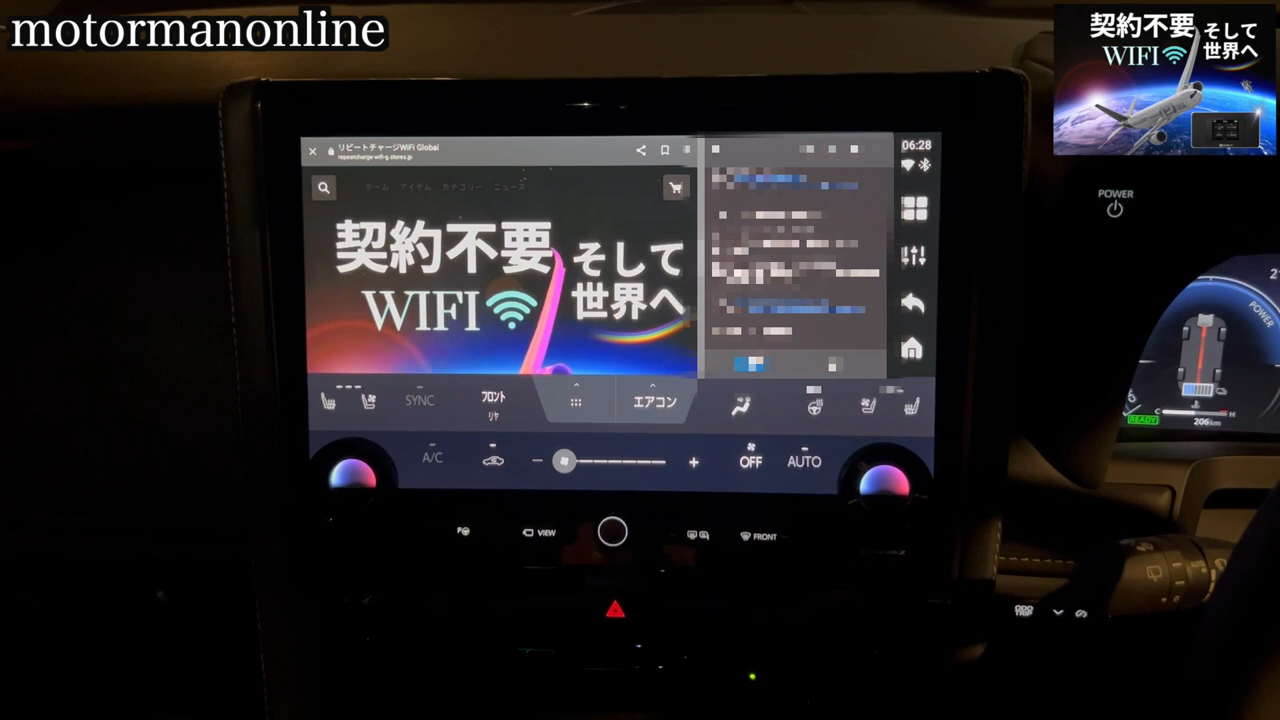 motormanonline
契約不要 そして
WIFI 世界へ
06:28
リピートチャージWiFi Global
repeatcharge-wifi-g.stores.jp
ホーム アイテム カテゴリー ニュース
契約不要 そして
WIFI 世界へ
SYNC
フロント
リヤ
エアコン
A/C
OFF
AUTO
VIEW
FRONT
POWER
POWER
C H
READY
206km
ODO
TRIP